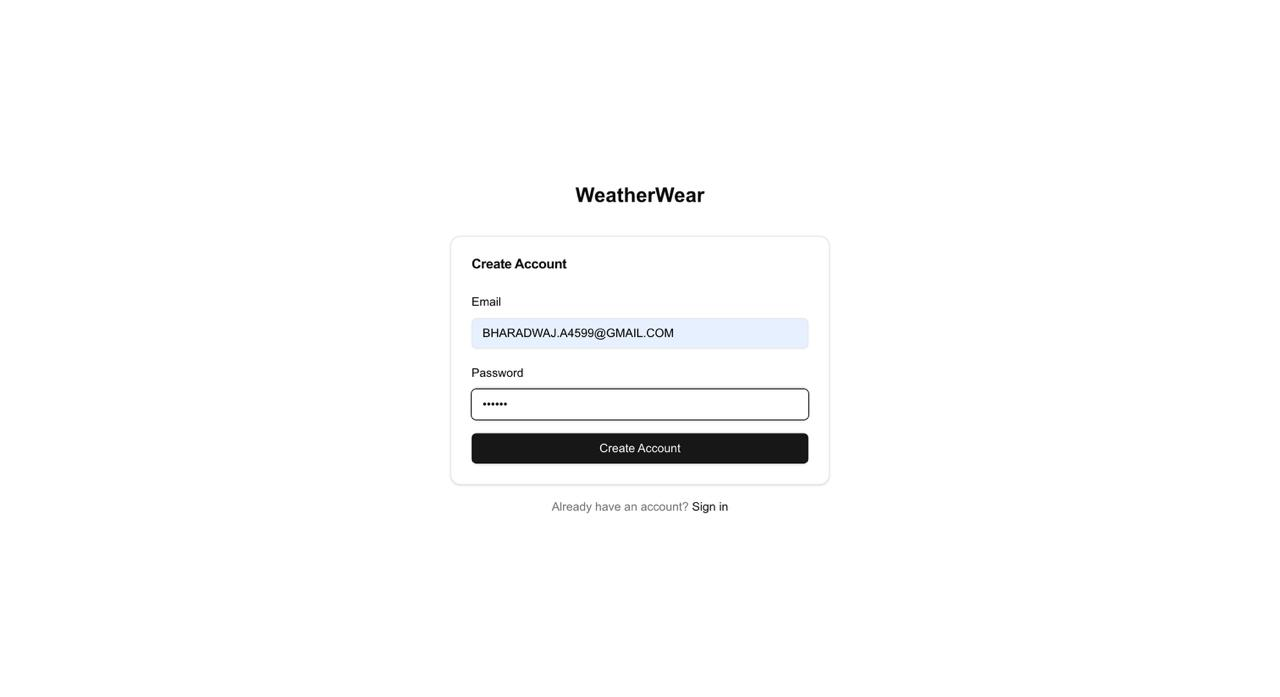 WeatherWear
Create Account
Email
BHARADWAJ.A4599@GMAIL.COM
Password
••••••
Create Account
Already have an account? Sign in